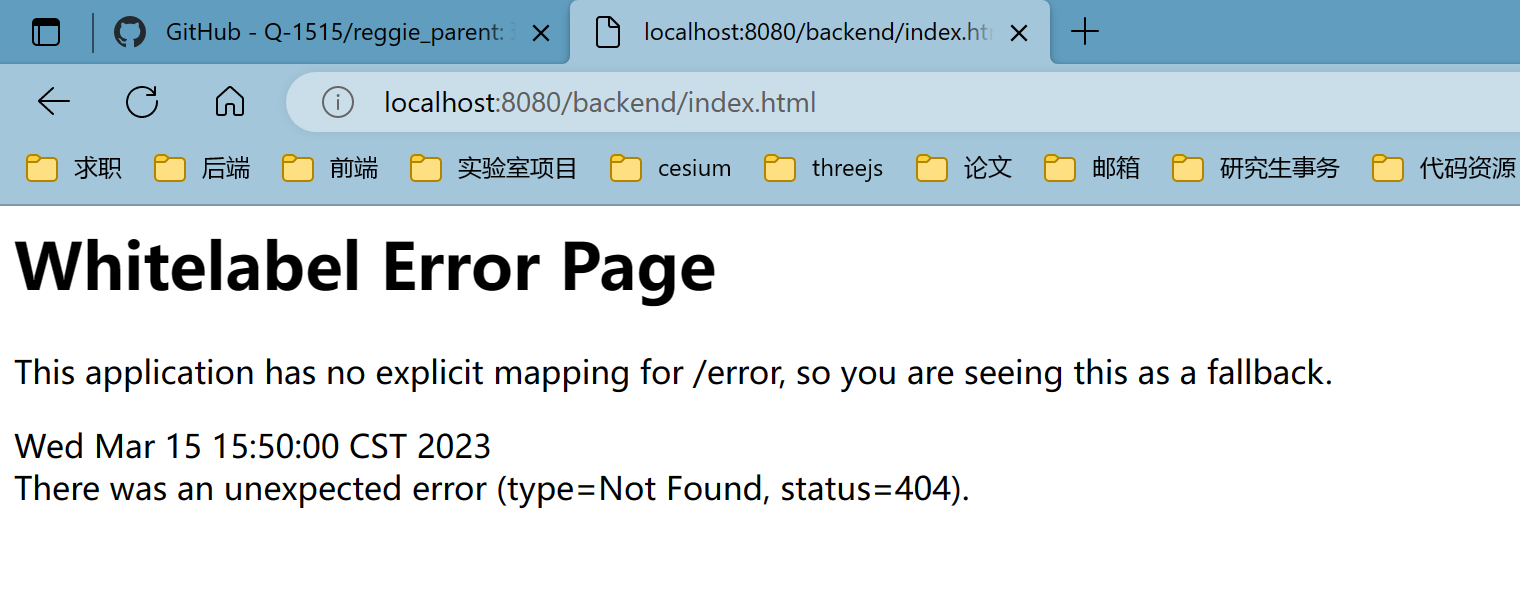 GitHub - Q-1515/reggie_parent:
localhost:8080/backend/index.ht
localhost:8080/backend/index.html
求职 后端 前端 实验室项目 cesium threejs 论文 邮箱 研究生事务 代码资源
Whitelabel Error Page
This application has no explicit mapping for /error, so you are seeing this as a fallback.
Wed Mar 15 15:50:00 CST 2023
There was an unexpected error (type=Not Found, status=404).